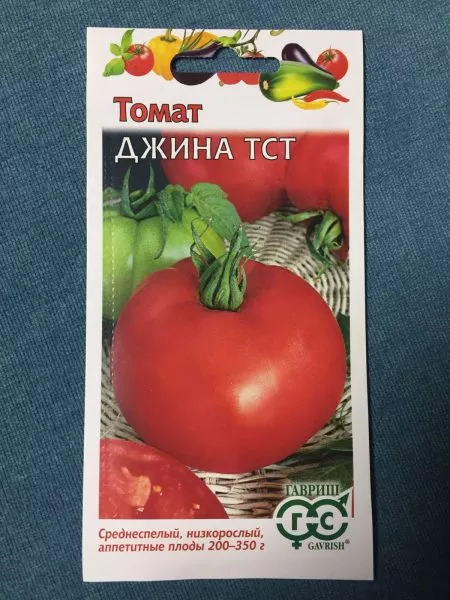 Томат
ДЖИНА ТСТ
ГАВРИШ
Г С
GAVRISH®
Среднеспелый, низкорослый,
аппетитные плоды 200–350 г